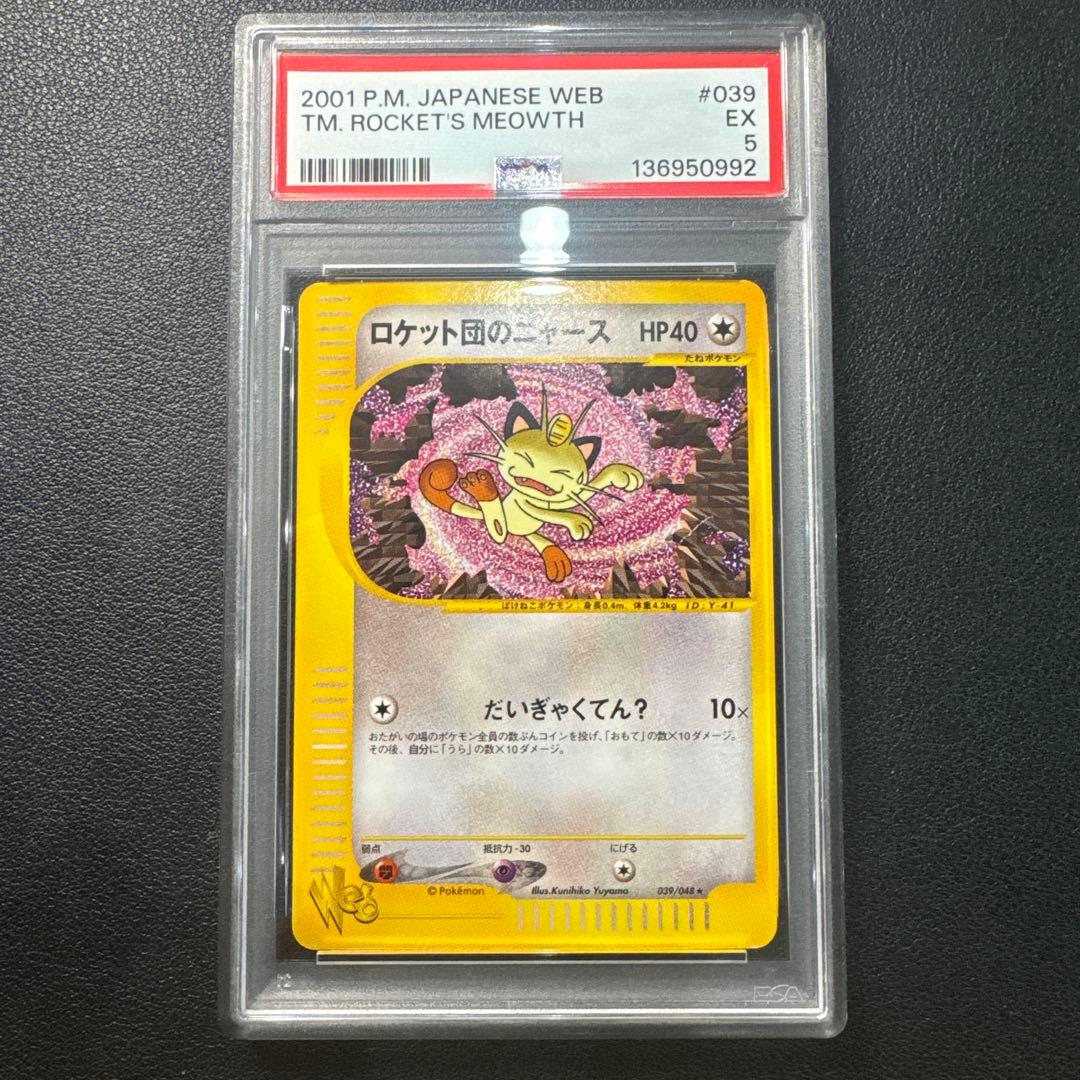 2001 P.M. JAPANESE WEB #039
TM. ROCKET'S MEOWTH EX
5
136950992
ロケット団のニャース HP40
たねポケモン
ばけねこポケモン:身長0.4m、体重4.2kg ID:Y-41
だいぎゃくてん? 10×
おたがいの場のポケモン全員の数ぶんコインを投げ、「おもて」の数×10ダメージ。
その後、自分に「うら」の数×10ダメージ。
弱点 抵抗力-30 にげる
©Pokémon Illus.Kunihiko Yuyama 039/048★
Web
PSA